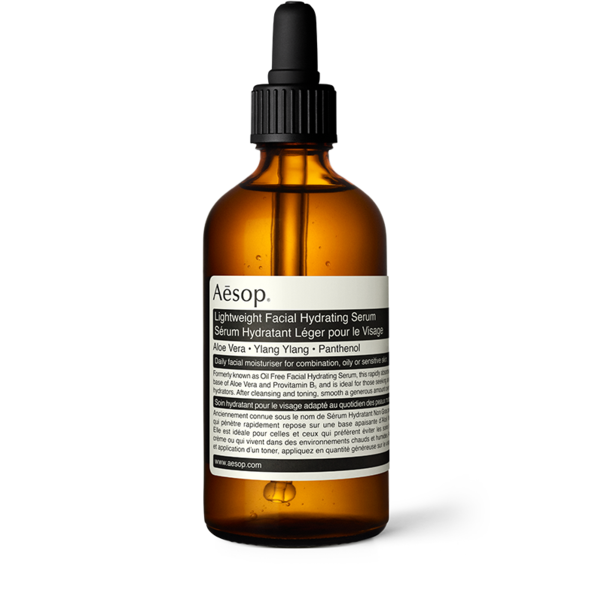 Aēsop®
Lightweight Facial Hydrating Serum
Sérum Hydratant Léger pour le Visage
Aloe Vera • Ylang Ylang • Panthenol
Daily facial moisturiser for combination, oily or sensitive
Formerly known as Oil Free Facial Hydrating Serum, this rapidly
base of Aloe Vera and Provitamin B₅ and is ideal for those
hydrators. After cleansing and toning, smooth a generous
Soin hydratant pour le visage adapté au quotidien des peaux
Anciennement connue sous le nom de Sérum Hydratant Non
qui pénètre rapidement repose sur une base apaisante d'
Elle est idéale pour celles et ceux qui préfèrent éviter les
crème ou qui vivent dans des environnements chauds et
et application d'un toner, appliquez en quantité généreuse sur
www.aesop.com